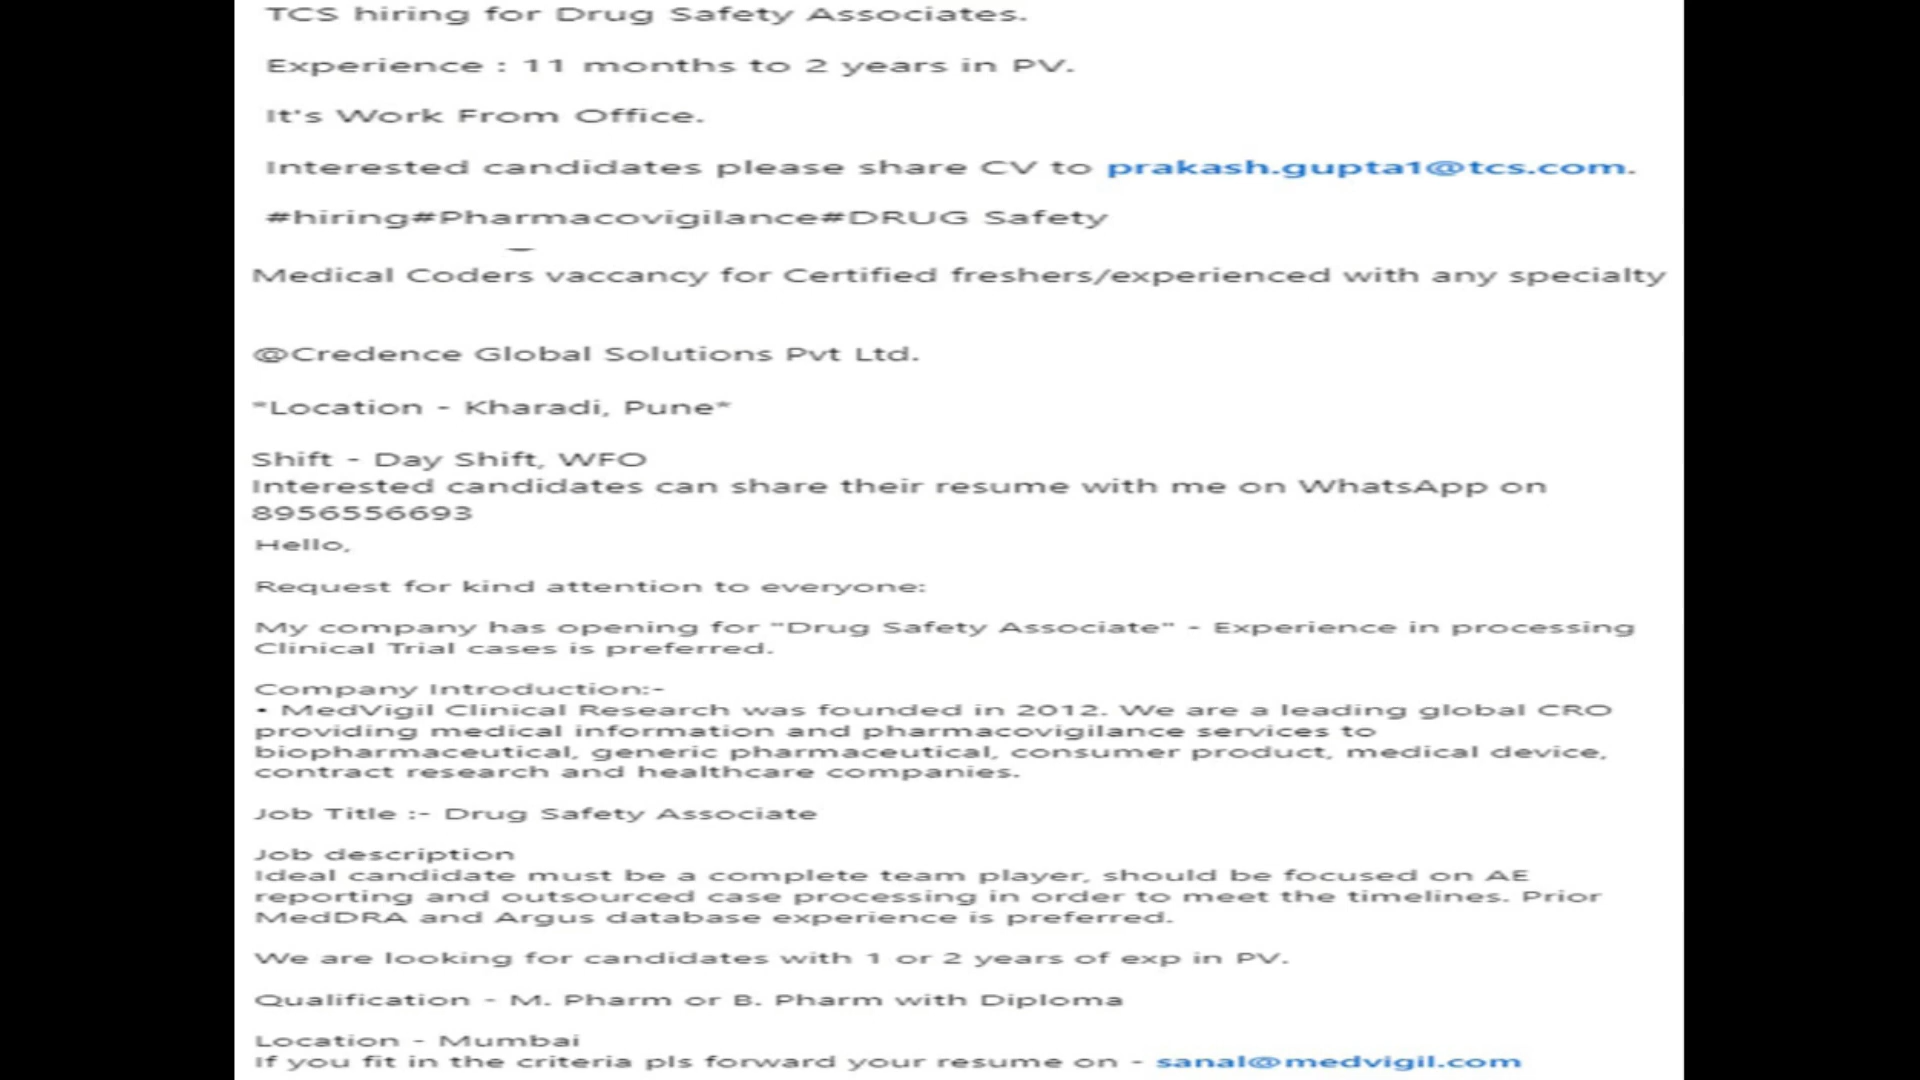 TCS hiring for Drug Safety Associates.
Experience : 11 months to 2 years in PV.
It's Work From Office.
Interested candidates please share CV to prakash.gupta1@tcs.com.
#hiring#Pharmacovigilance#DRUG Safety
Medical Coders vaccancy for Certified freshers/experienced with any specialty
@Credence Global Solutions Pvt Ltd.
*Location - Kharadi, Pune*
Shift - Day Shift, WFO
Interested candidates can share their resume with me on WhatsApp on
8956556693
Hello,
Request for kind attention to everyone:
My company has opening for "Drug Safety Associate" - Experience in processing
Clinical Trial cases is preferred.
Company Introduction:-
• MedVigil Clinical Research was founded in 2012. We are a leading global CRO
providing medical information and pharmacovigilance services to
biopharmaceutical, generic pharmaceutical, consumer product, medical device,
contract research and healthcare companies.
Job Title :- Drug Safety Associate
Job description
Ideal candidate must be a complete team player, should be focused on AE
reporting and outsourced case processing in order to meet the timelines. Prior
MedDRA and Argus database experience is preferred.
We are looking for candidates with 1 or 2 years of exp in PV.
Qualification - M. Pharm or B. Pharm with Diploma
Location - Mumbai
If you fit in the criteria pls forward your resume on - sanal@medvigil.com